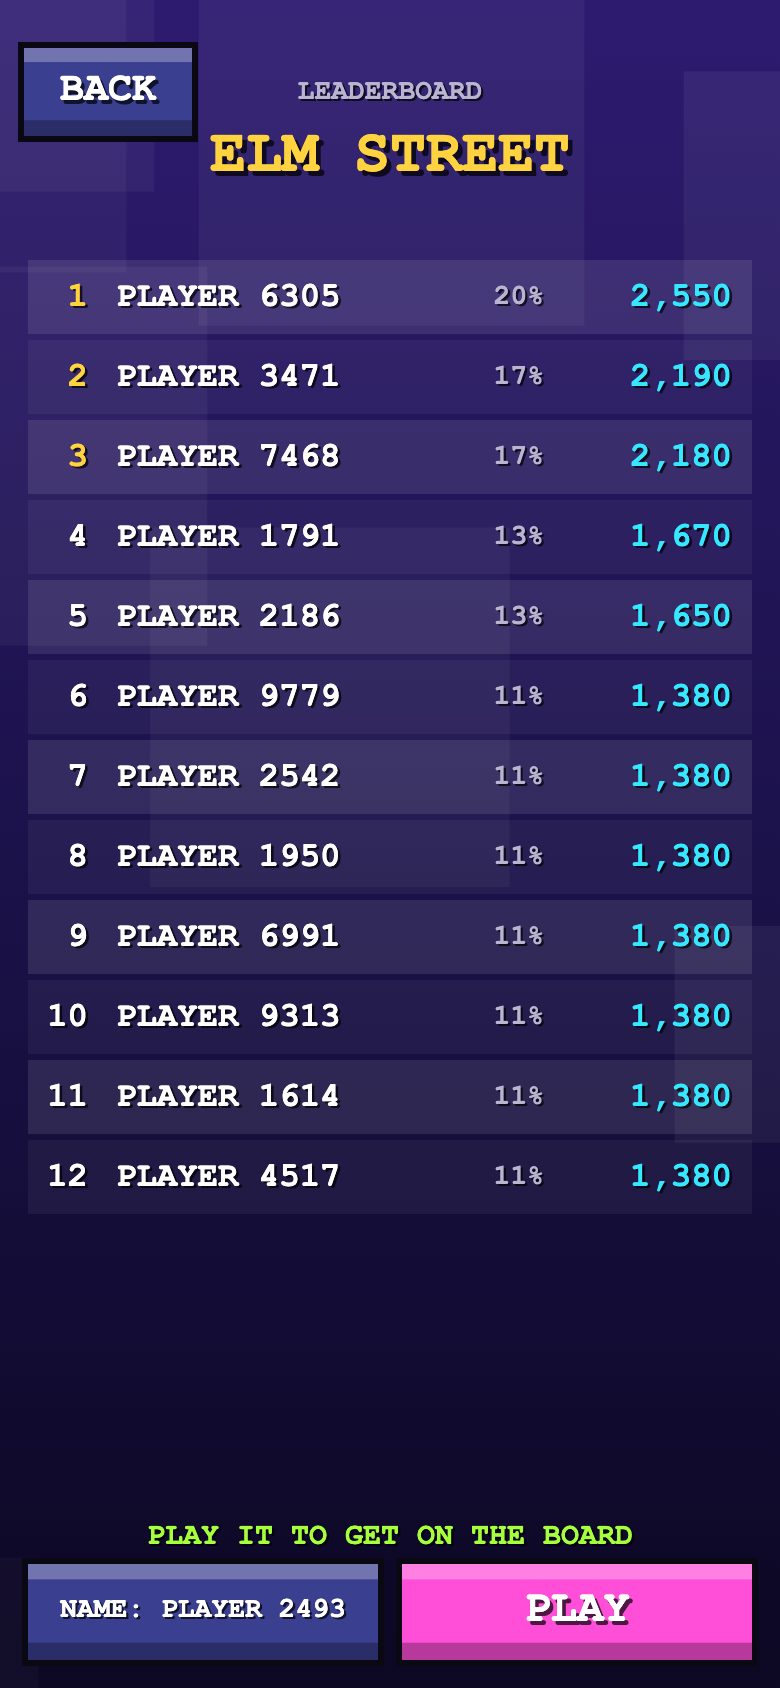 BACK
LEADERBOARD
ELM STREET
1 PLAYER 6305 20% 2,550
2 PLAYER 3471 17% 2,190
3 PLAYER 7468 17% 2,180
4 PLAYER 1791 13% 1,670
5 PLAYER 2186 13% 1,650
6 PLAYER 9779 11% 1,380
7 PLAYER 2542 11% 1,380
8 PLAYER 1950 11% 1,380
9 PLAYER 6991 11% 1,380
10 PLAYER 9313 11% 1,380
11 PLAYER 1614 11% 1,380
12 PLAYER 4517 11% 1,380
PLAY IT TO GET ON THE BOARD
NAME: PLAYER 2493
PLAY